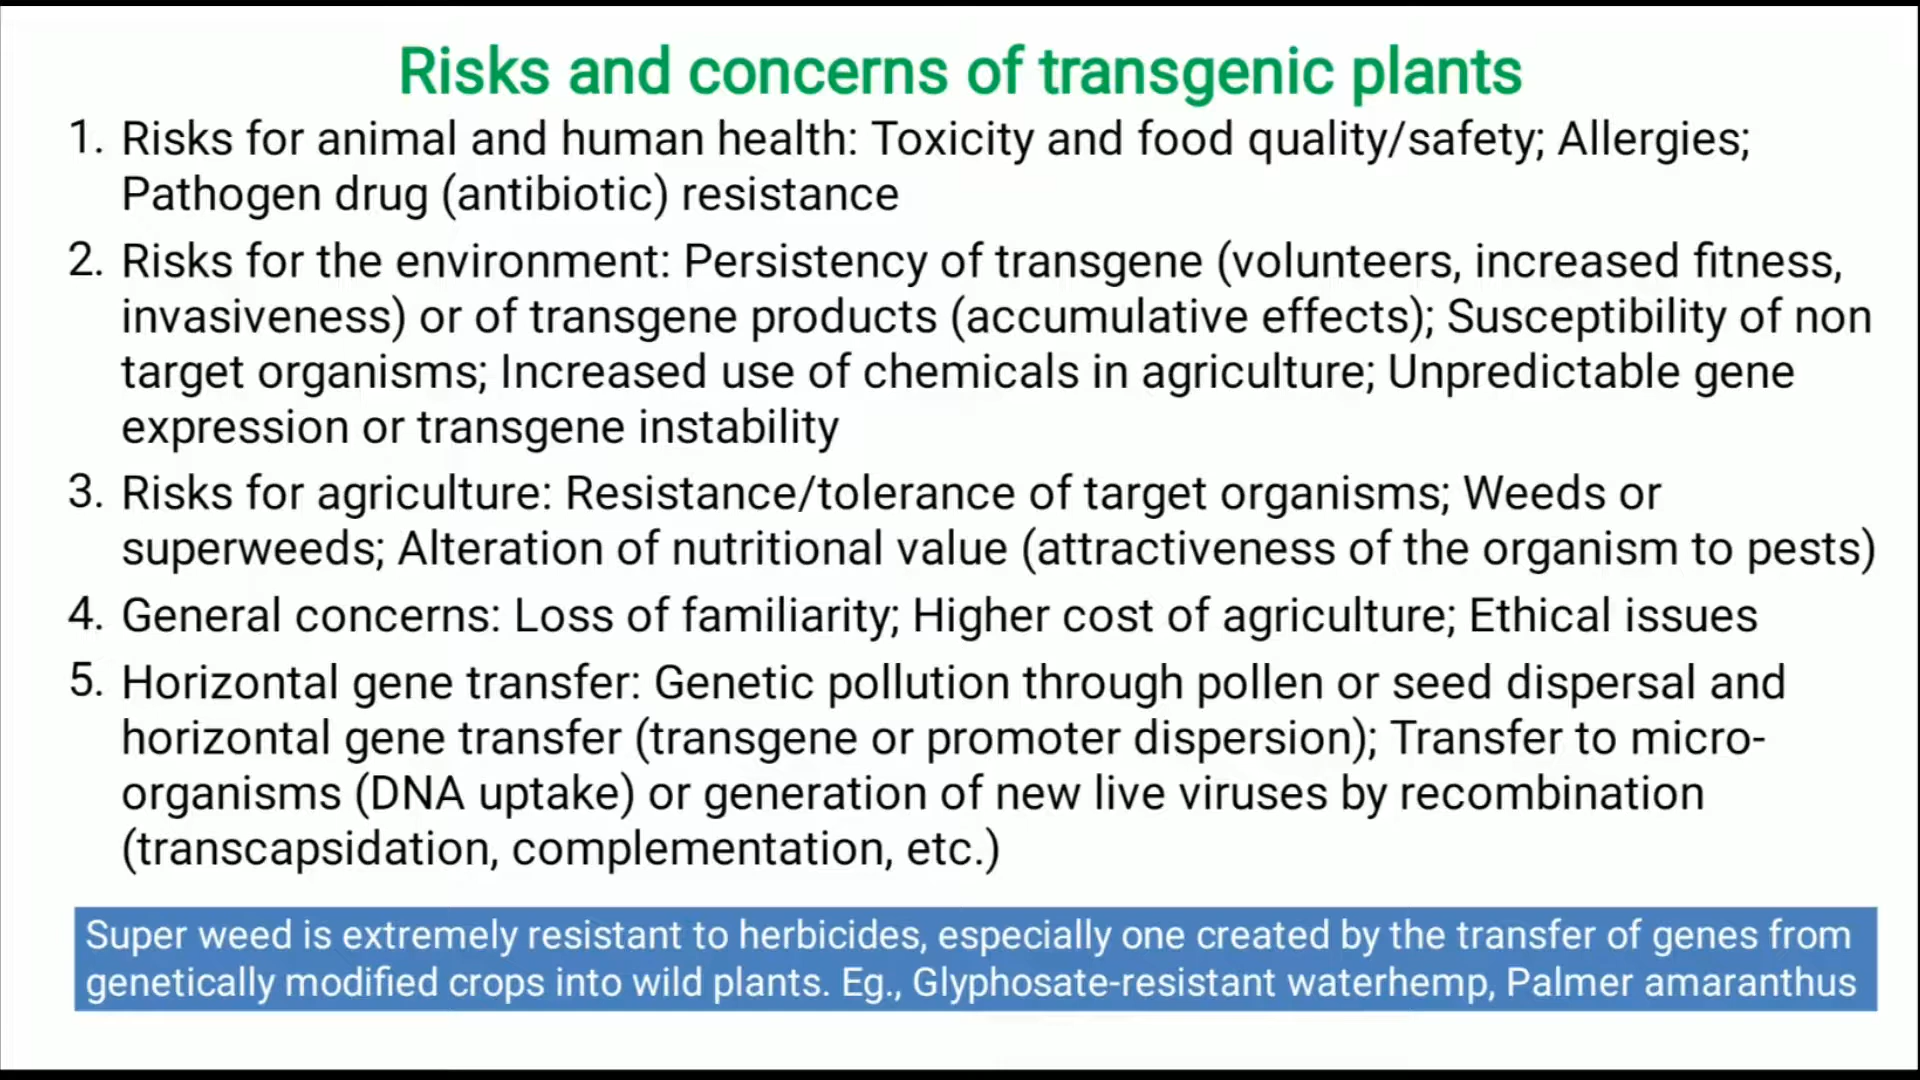 Risks and concerns of transgenic plants
1. Risks for animal and human health: Toxicity and food quality/safety; Allergies;
Pathogen drug (antibiotic) resistance
2. Risks for the environment: Persistency of transgene (volunteers, increased fitness,
invasiveness) or of transgene products (accumulative effects); Susceptibility of non
target organisms; Increased use of chemicals in agriculture; Unpredictable gene
expression or transgene instability
3. Risks for agriculture: Resistance/tolerance of target organisms; Weeds or
superweeds; Alteration of nutritional value (attractiveness of the organism to pests)
4. General concerns: Loss of familiarity; Higher cost of agriculture; Ethical issues
5. Horizontal gene transfer: Genetic pollution through pollen or seed dispersal and
horizontal gene transfer (transgene or promoter dispersion); Transfer to micro-
organisms (DNA uptake) or generation of new live viruses by recombination
(transcapsidation, complementation, etc.)
Super weed is extremely resistant to herbicides, especially one created by the transfer of genes from
genetically modified crops into wild plants. Eg., Glyphosate-resistant waterhemp, Palmer amaranthus